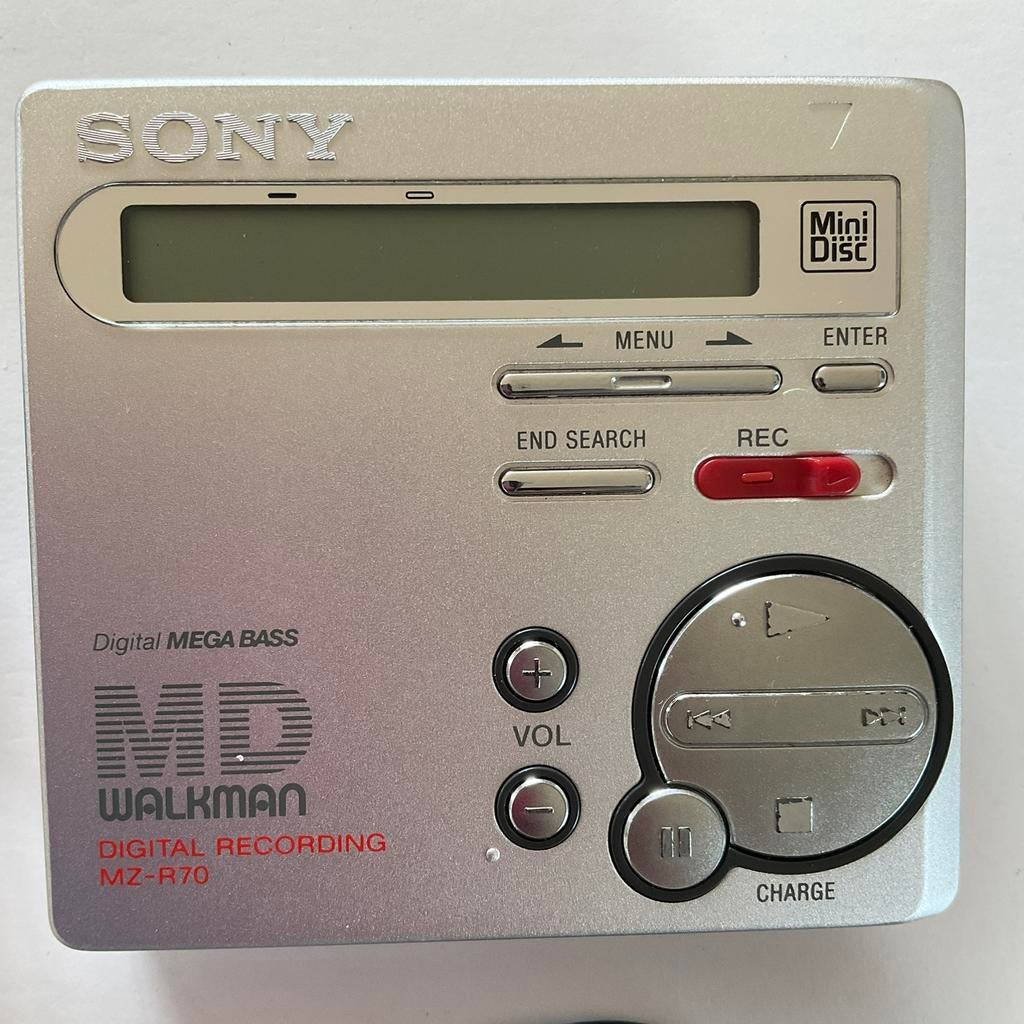 SONY
7
Mini
Disc
MENU
ENTER
END SEARCH
REC
Digital MEGA BASS
MD
WALKMAN
VOL
DIGITAL RECORDING
MZ-R70
CHARGE